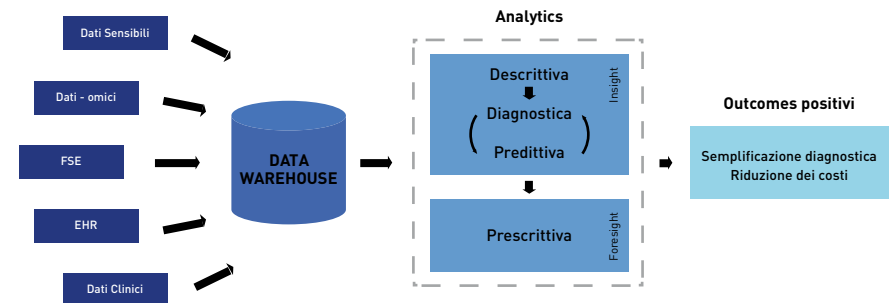 Dati Sensibili
Dati - omici
FSE
EHR
Dati Clinici
DATA
WAREHOUSE
Analytics
Descrittiva
Diagnostica
Predittiva
Insight
Prescrittiva
Foresight
Outcomes positivi
Semplificazione diagnostica
Riduzione dei costi